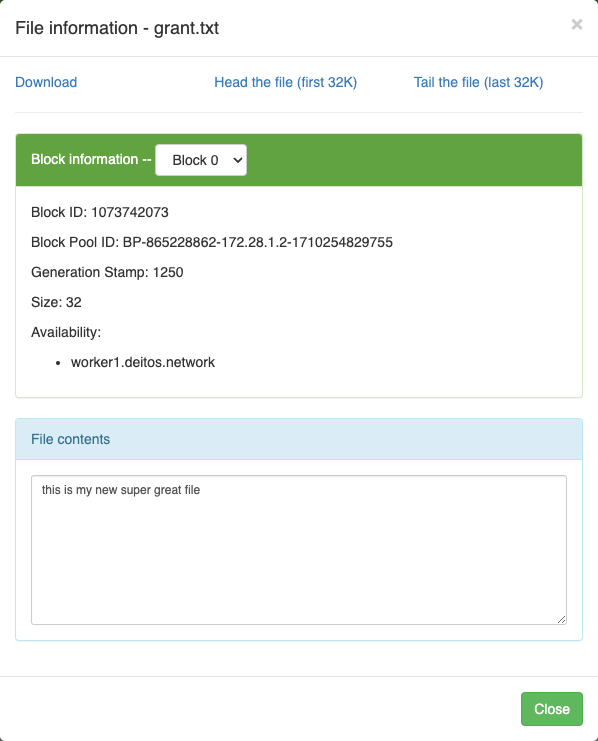 File information - grant.txt
×
Download Head the file (first 32K) Tail the file (last 32K)
Block information -- Block 0
Block ID: 1073742073
Block Pool ID: BP-865228862-172.28.1.2-1710254829755
Generation Stamp: 1250
Size: 32
Availability:
• worker1.deitos.network
File contents
this is my new super great file
Close